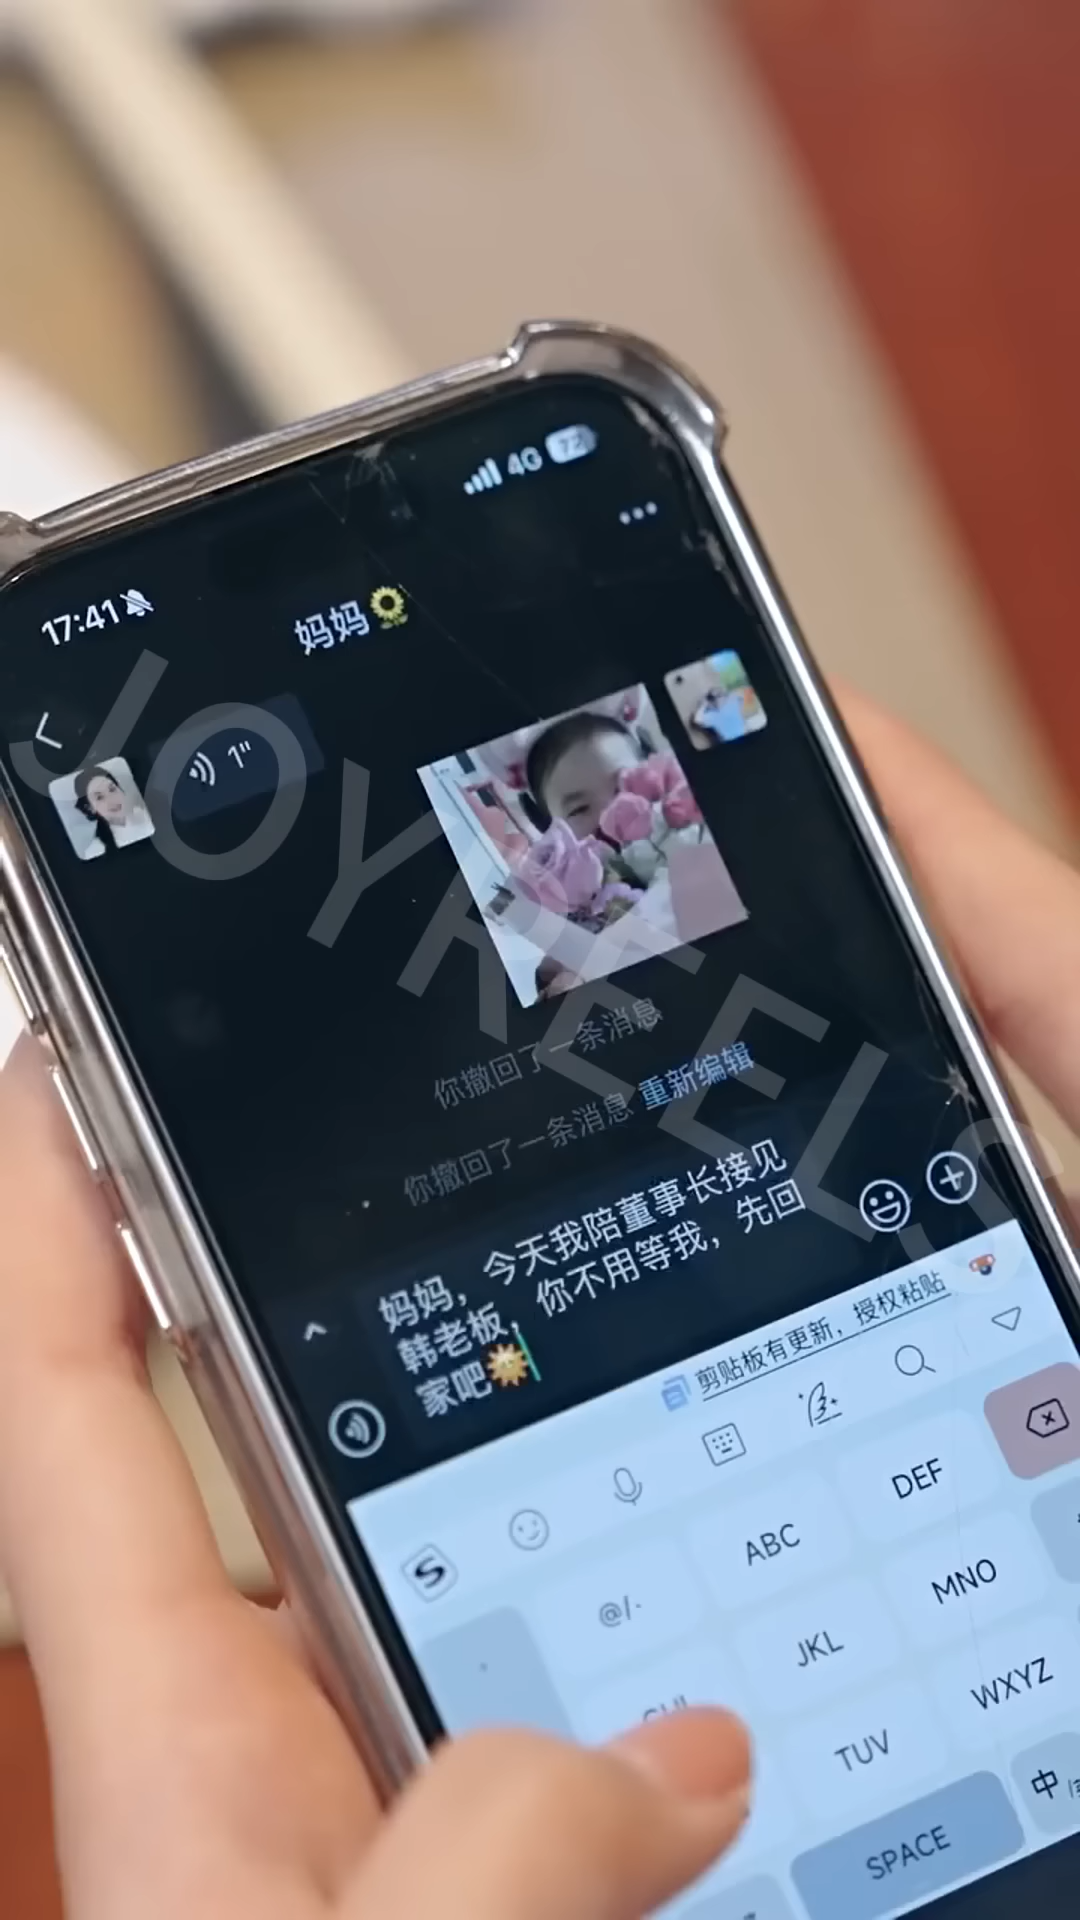 17:41
4G 72
妈妈🌻
1"
你撤回了一条消息
你撤回了一条消息 重新编辑
妈妈，今天我陪董事长接见
韩老板，你不用等我，先回
家吧☀️
剪贴板有更新，授权粘贴
S
@/.
ABC
DEF
JKL
MNO
TUV
WXYZ
SPACE
中/
JOYREELS